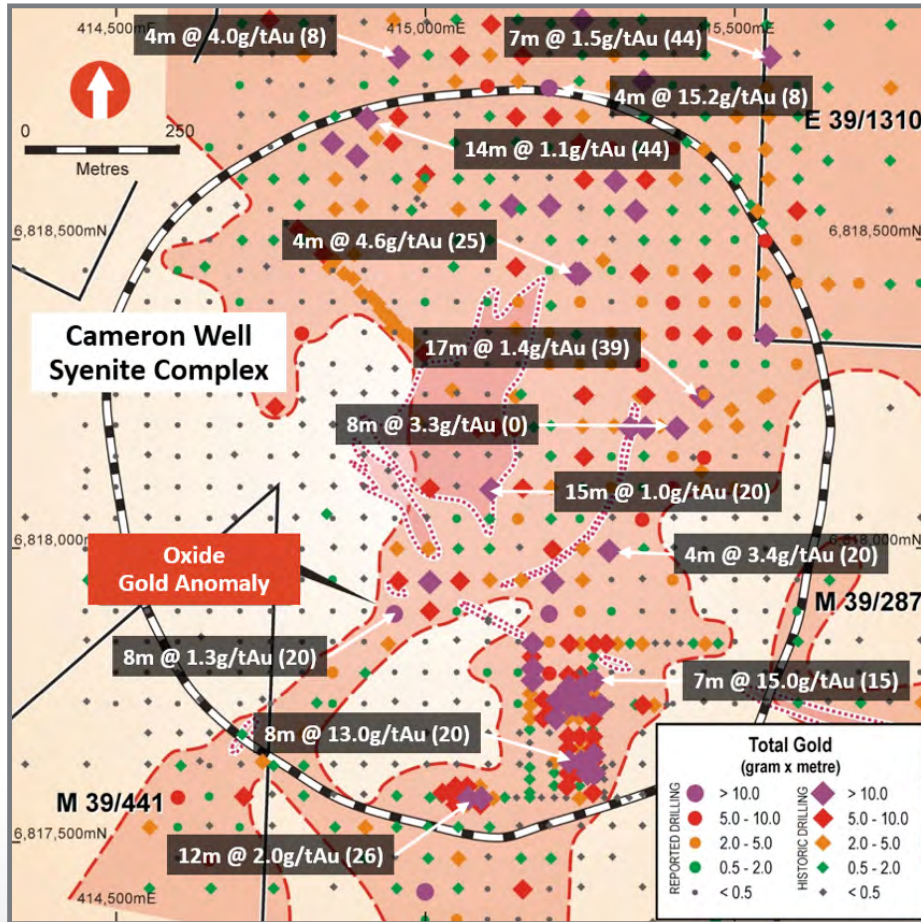 414,500mE
415,000mE
415,500mE
4m @ 4.0g/tAu (8)
7m @ 1.5g/tAu (44)
4m @ 15.2g/tAu (8)
E 39/1310
0
250
Metres
14m @ 1.1g/tAu (44)
6,818,500mN
6,818,500mN
4m @ 4.6g/tAu (25)
Cameron Well
Syenite Complex
17m @ 1.4g/tAu (39)
8m @ 3.3g/tAu (0)
15m @ 1.0g/tAu (20)
6,818,000mN
6,818,000mN
Oxide
Gold Anomaly
4m @ 3.4g/tAu (20)
M 39/287
8m @ 1.3g/tAu (20)
7m @ 15.0g/tAu (15)
8m @ 13.0g/tAu (20)
M 39/441
6,817,500mN
12m @ 2.0g/tAu (26)
414,500mE
Total Gold
(gram x metre)
REPORTED DRILLING
> 10.0
5.0 - 10.0
2.0 - 5.0
0.5 - 2.0
< 0.5
HISTORIC DRILLING
> 10.0
5.0 - 10.0
2.0 - 5.0
0.5 - 2.0
< 0.5